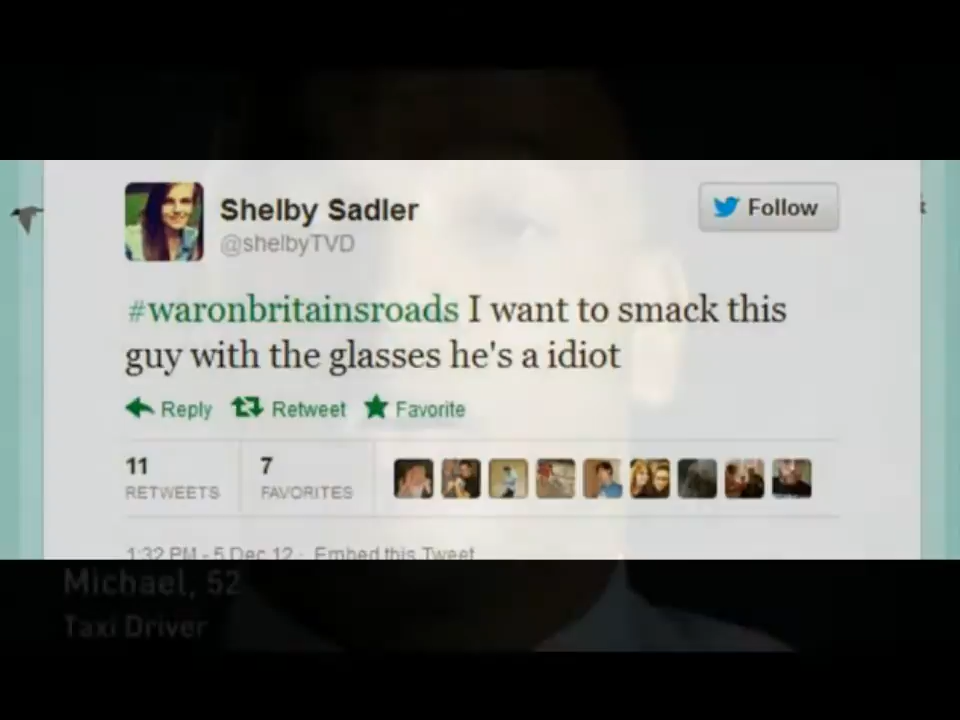 Shelby Sadler
Follow
@shelbyTVD
#waronbritainsroads I want to smack this
guy with the glasses he's a idiot
Reply Retweet Favorite
11
RETWEETS
7
FAVORITES
1:32 PM - 5 Dec 12 · Embed this Tweet
Michael, 52
Taxi Driver